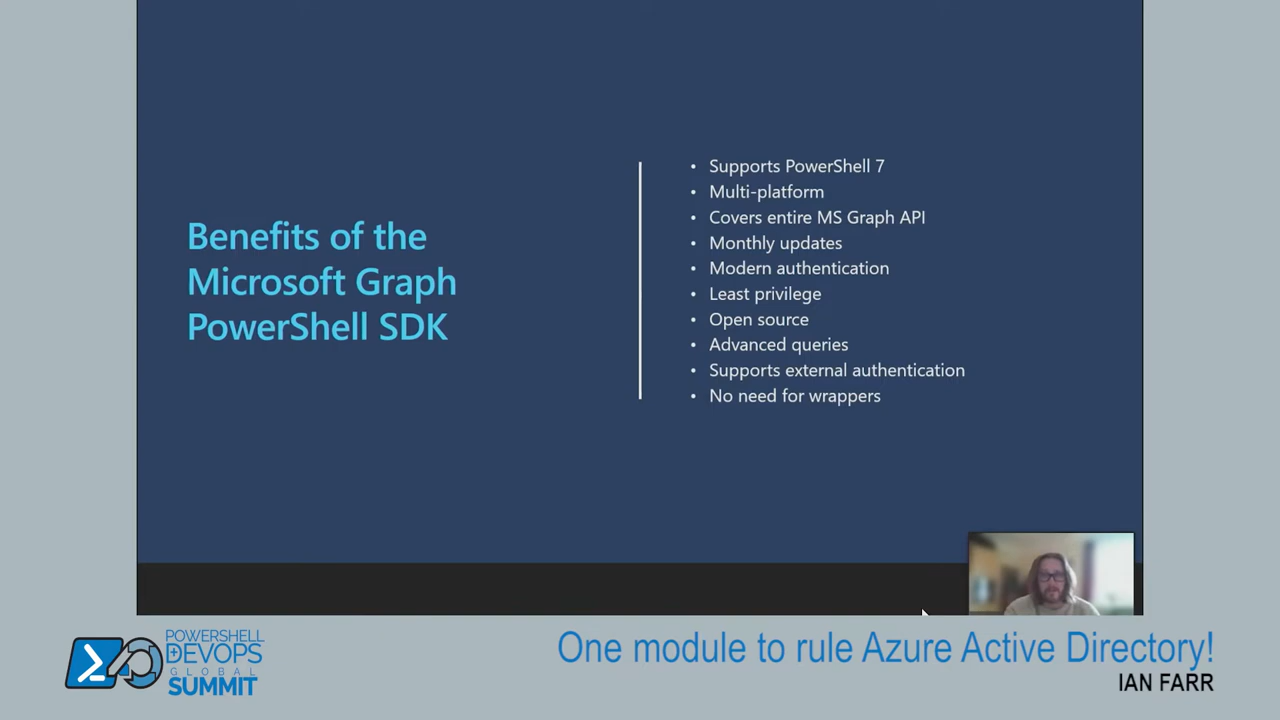 Benefits of the
Microsoft Graph
PowerShell SDK
• Supports PowerShell 7
• Multi-platform
• Covers entire MS Graph API
• Monthly updates
• Modern authentication
• Least privilege
• Open source
• Advanced queries
• Supports external authentication
• No need for wrappers
POWERSHELL
DEVOPS
GLOBAL
SUMMIT
One module to rule Azure Active Directory!
IAN FARR